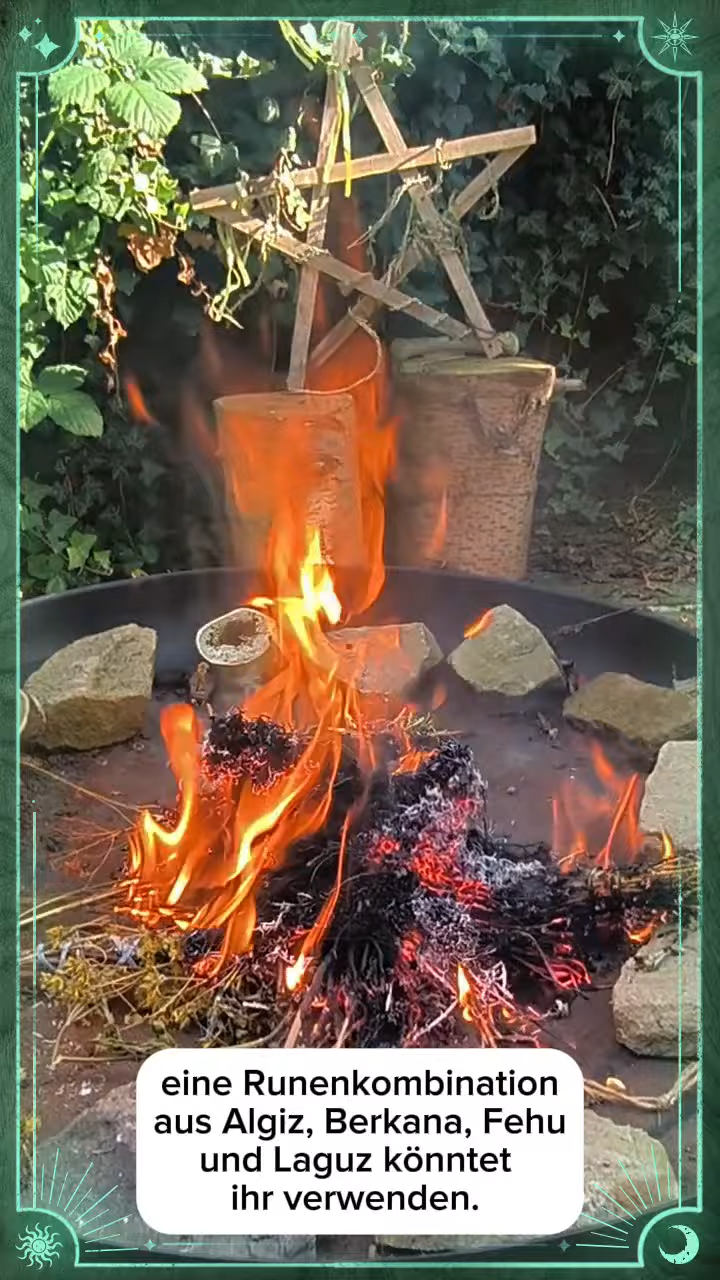 eine Runenkombination
aus Algiz, Berkana, Fehu
und Laguz könntet
ihr verwenden.